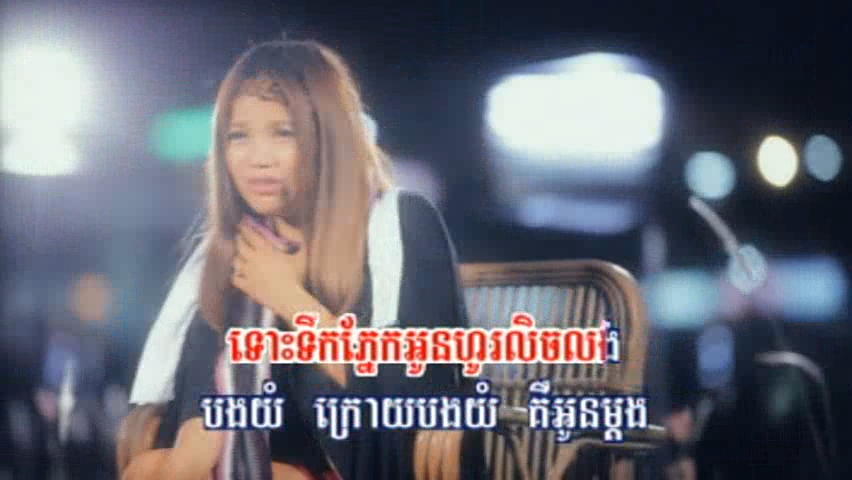 ទោះទឹកភ្នែកអូនហូរលិចលង់
បងយំ ក្រោយបងយំ គឺអូនម្ដង